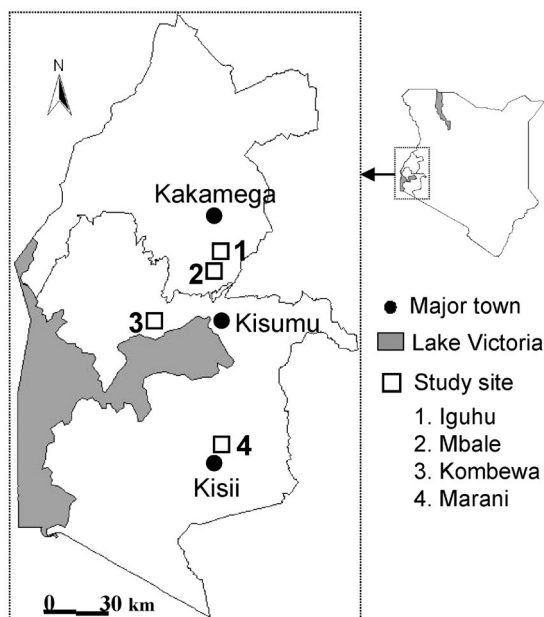 N
Kakamega
1
2
3
Kisumu
4
Kisii
0 30 km
Major town
Lake Victoria
Study site
1. Iguhu
2. Mbale
3. Kombewa
4. Marani